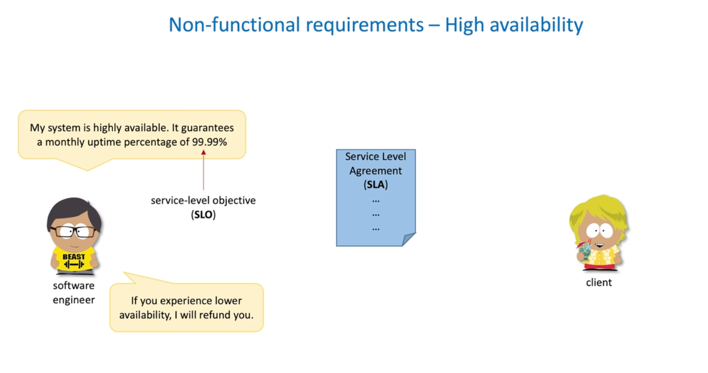 Non-functional requirements – High availability
My system is highly available. It guarantees
a monthly uptime percentage of 99.99%
service-level objective
(SLO)
Service Level
Agreement
(SLA)
...
...
...
BEAST
software
engineer
client
If you experience lower
availability, I will refund you.